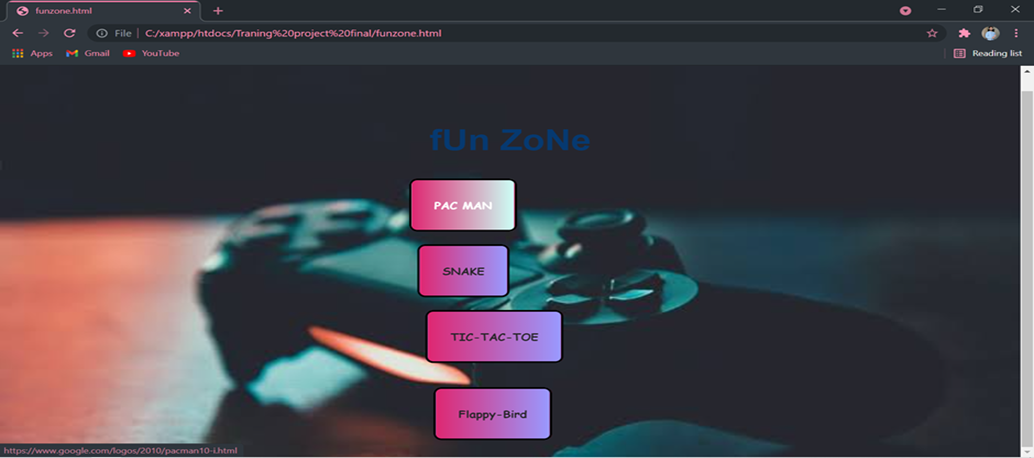 funzone.html
File | C:/xampp/htdocs/Traning%20project%20final/funzone.html
Apps Gmail YouTube Reading list
fUn ZoNe
PAC MAN
SNAKE
TIC-TAC-TOE
Flappy-Bird
https://www.google.com/logos/2010/pacman10-i.html